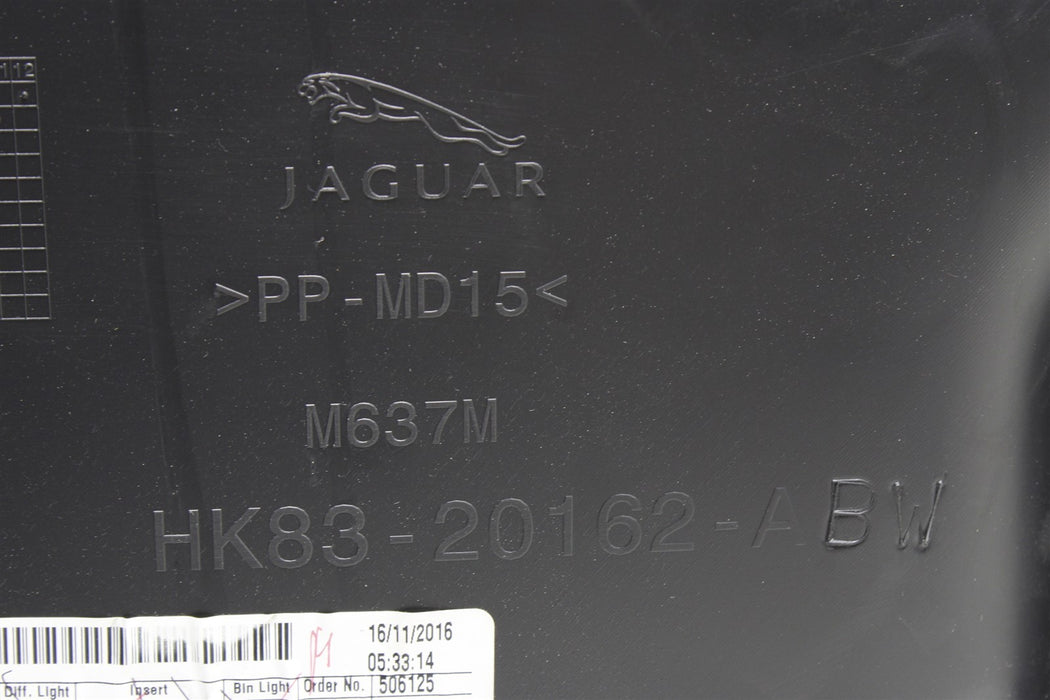 112
JAGUAR
>PP-MD15<
M637M
HK83-20162-ABW
16/11/2016
05:33:14
Diff. Light Insert Bin Light Order No. 506125